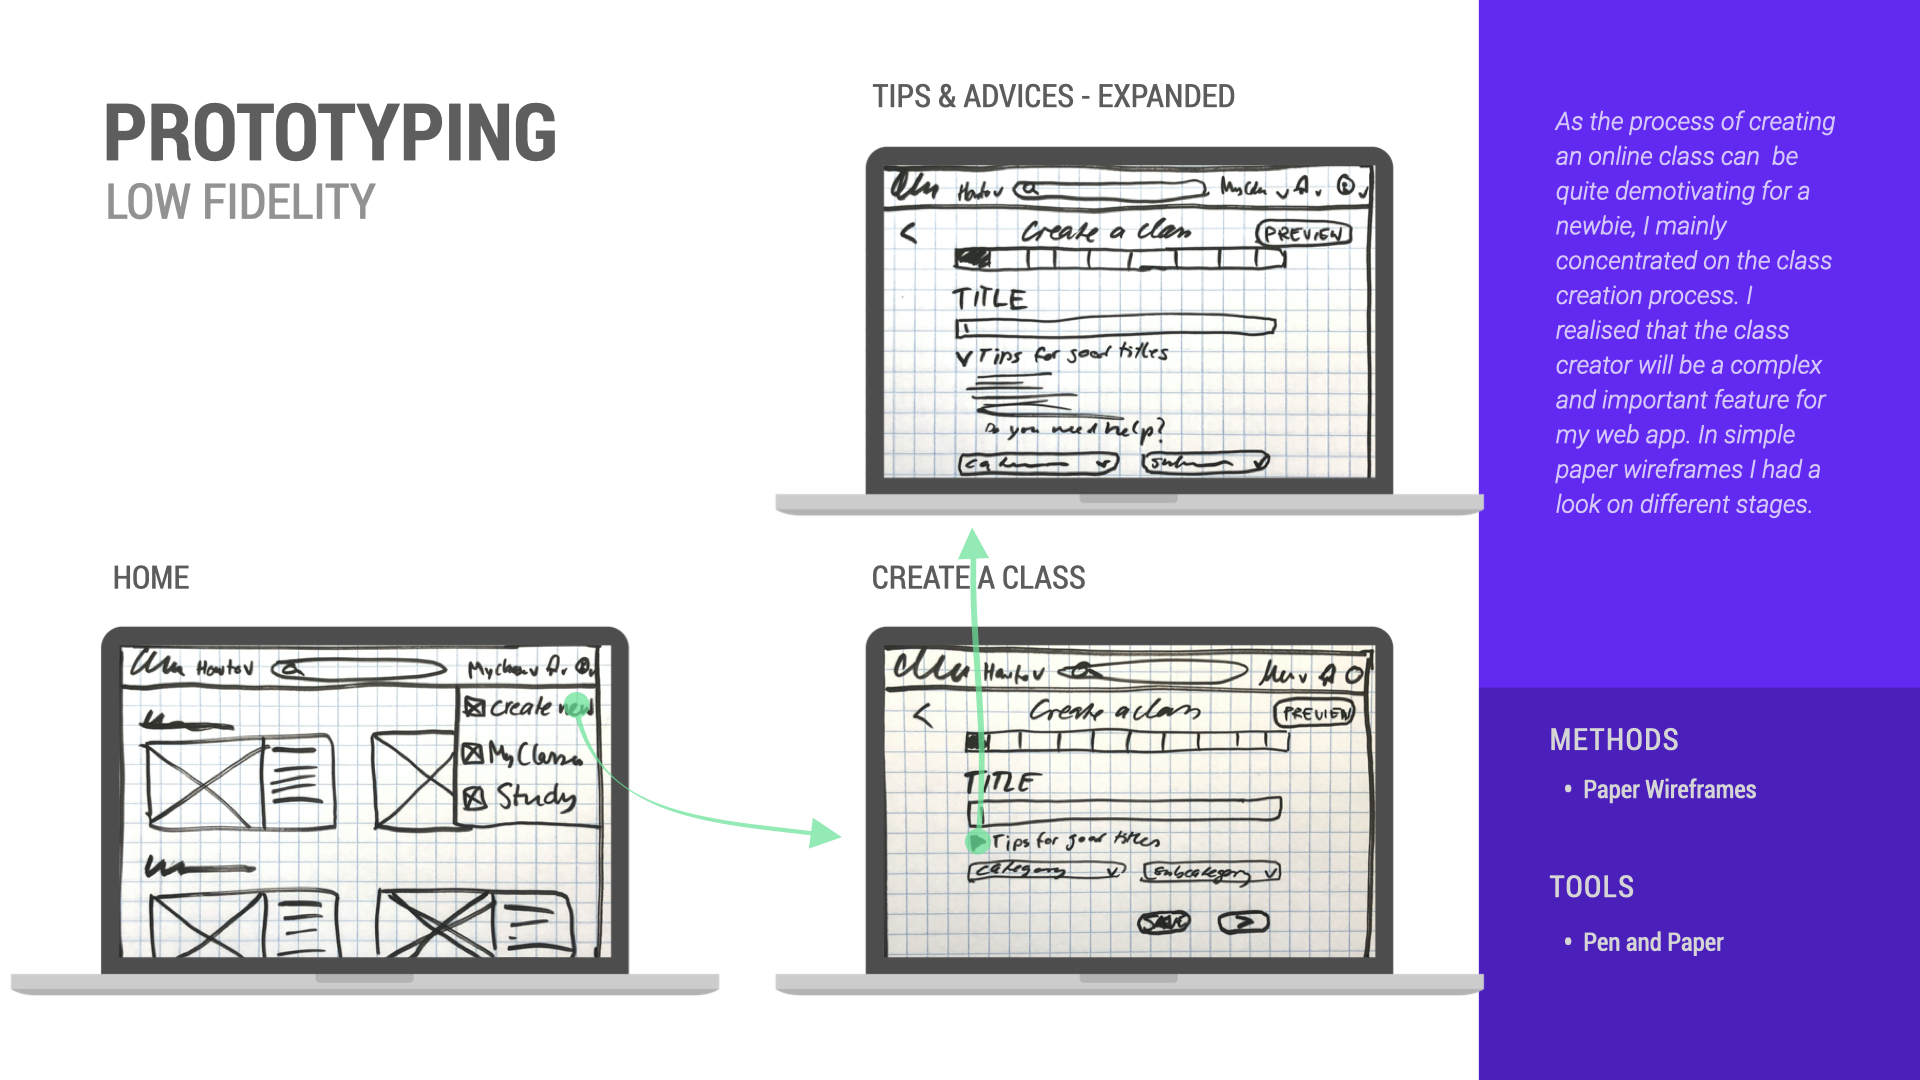 PROTOTYPING
LOW FIDELITY
TIPS & ADVICES - EXPANDED
How to v
Create a class
PREVIEW
TITLE
Tips for good titles
Do you need help?
HOME
How to v
Create new
My Classes
Study
CREATE A CLASS
How to v
Create a class
PREVIEW
TITLE
Tips for good titles
category
subcategory
SAVE
>
As the process of creating
an online class can  be
quite demotivating for a
newbie, I mainly
concentrated on the class
creation process. I
realised that the class
creator will be a complex
and important feature for
my web app. In simple
paper wireframes I had a
look on different stages.
METHODS
• Paper Wireframes
TOOLS
• Pen and Paper